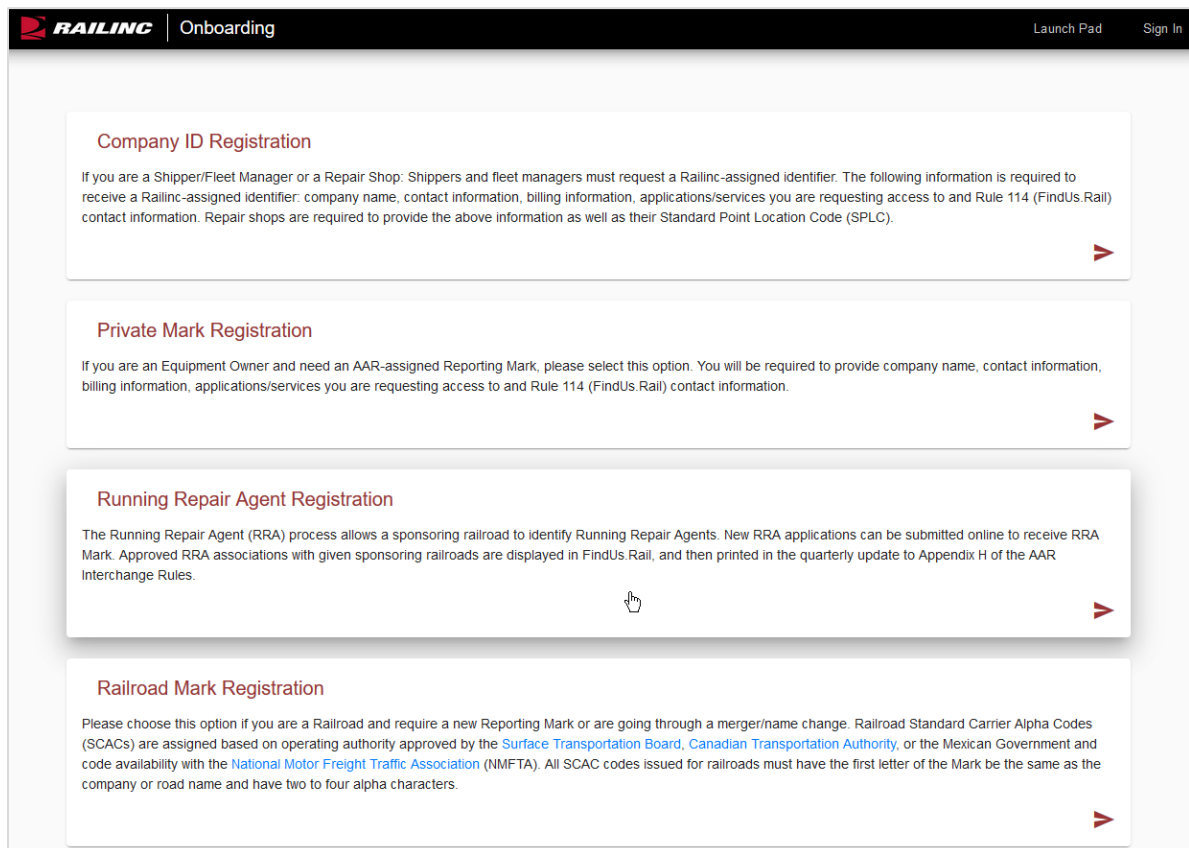 RAILINC Onboarding Launch Pad Sign In
Company ID Registration
If you are a Shipper/Fleet Manager or a Repair Shop: Shippers and fleet managers must request a Railinc-assigned identifier. The following information is required to
receive a Railinc-assigned identifier: company name, contact information, billing information, applications/services you are requesting access to and Rule 114 (FindUs.Rail)
contact information. Repair shops are required to provide the above information as well as their Standard Point Location Code (SPLC).
Private Mark Registration
If you are an Equipment Owner and need an AAR-assigned Reporting Mark, please select this option. You will be required to provide company name, contact information,
billing information, applications/services you are requesting access to and Rule 114 (FindUs.Rail) contact information.
Running Repair Agent Registration
The Running Repair Agent (RRA) process allows a sponsoring railroad to identify Running Repair Agents. New RRA applications can be submitted online to receive RRA
Mark. Approved RRA associations with given sponsoring railroads are displayed in FindUs.Rail, and then printed in the quarterly update to Appendix H of the AAR
Interchange Rules.
Railroad Mark Registration
Please choose this option if you are a Railroad and require a new Reporting Mark or are going through a merger/name change. Railroad Standard Carrier Alpha Codes
(SCACs) are assigned based on operating authority approved by the Surface Transportation Board, Canadian Transportation Authority, or the Mexican Government and
code availability with the National Motor Freight Traffic Association (NMFTA). All SCAC codes issued for railroads must have the first letter of the Mark be the same as the
company or road name and have two to four alpha characters.